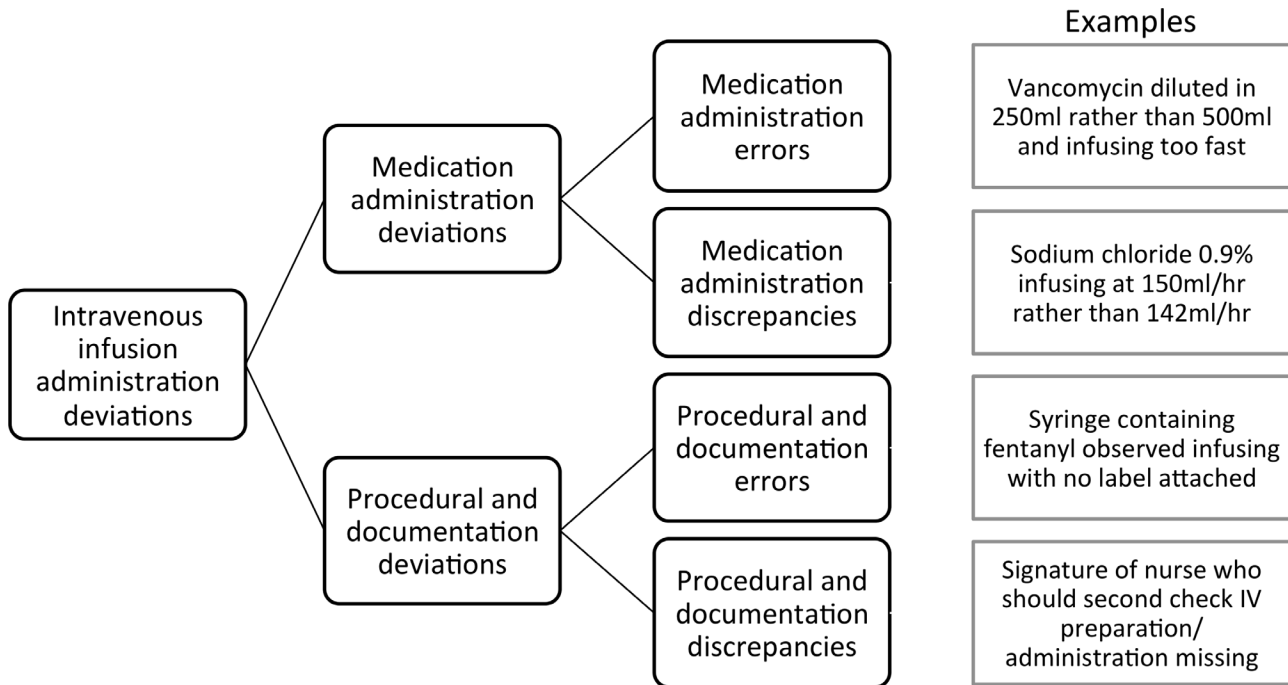 Examples
Medication
administration
errors
Vancomycin diluted in
250ml rather than 500ml
and infusing too fast
Medication
administration
deviations
Medication
administration
discrepancies
Sodium chloride 0.9%
infusing at 150ml/hr
rather than 142ml/hr
Intravenous
infusion
administration
deviations
Procedural and
documentation
errors
Syringe containing
fentanyl observed infusing
with no label attached
Procedural and
documentation
deviations
Procedural and
documentation
discrepancies
Signature of nurse who
should second check IV
preparation/
administration missing